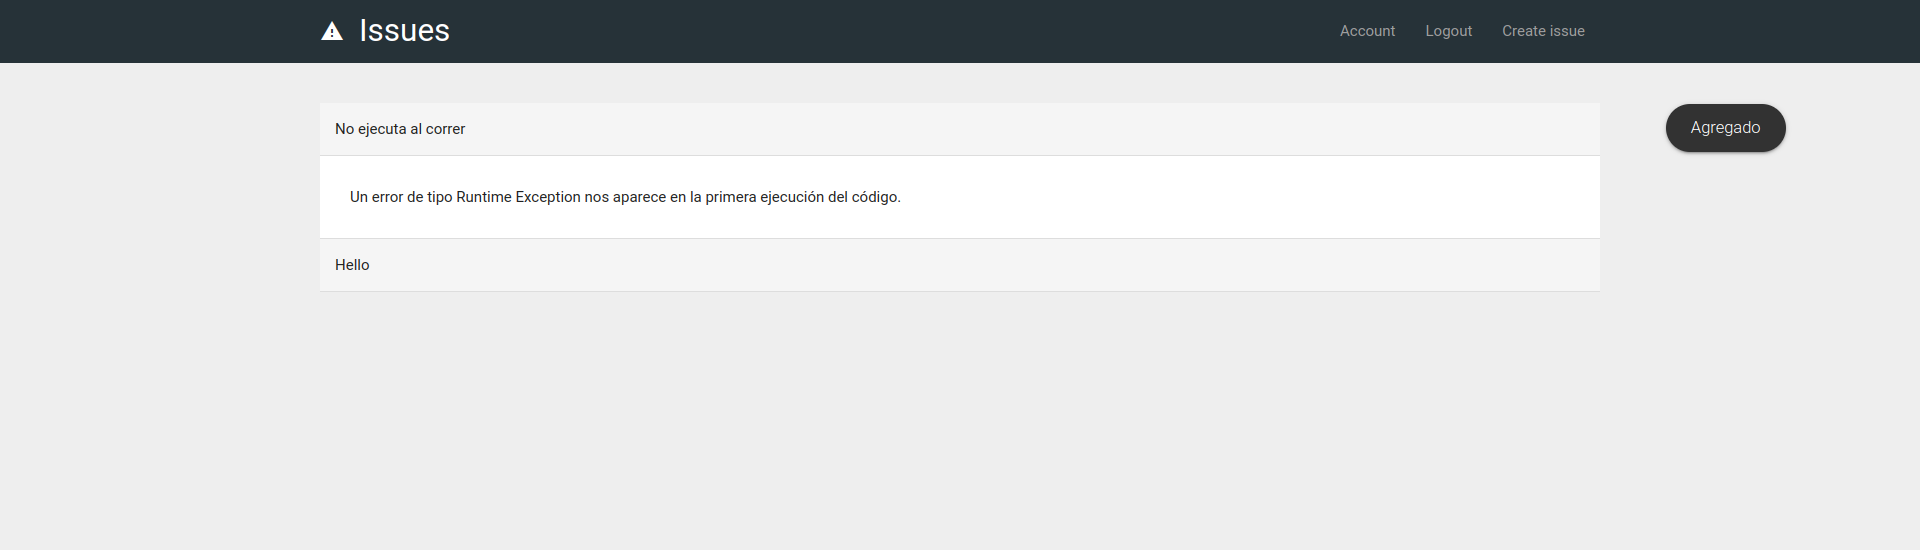 Issues
Account
Logout
Create issue
No ejecuta al correr
Agregado
Un error de tipo Runtime Exception nos aparece en la primera ejecución del código.
Hello